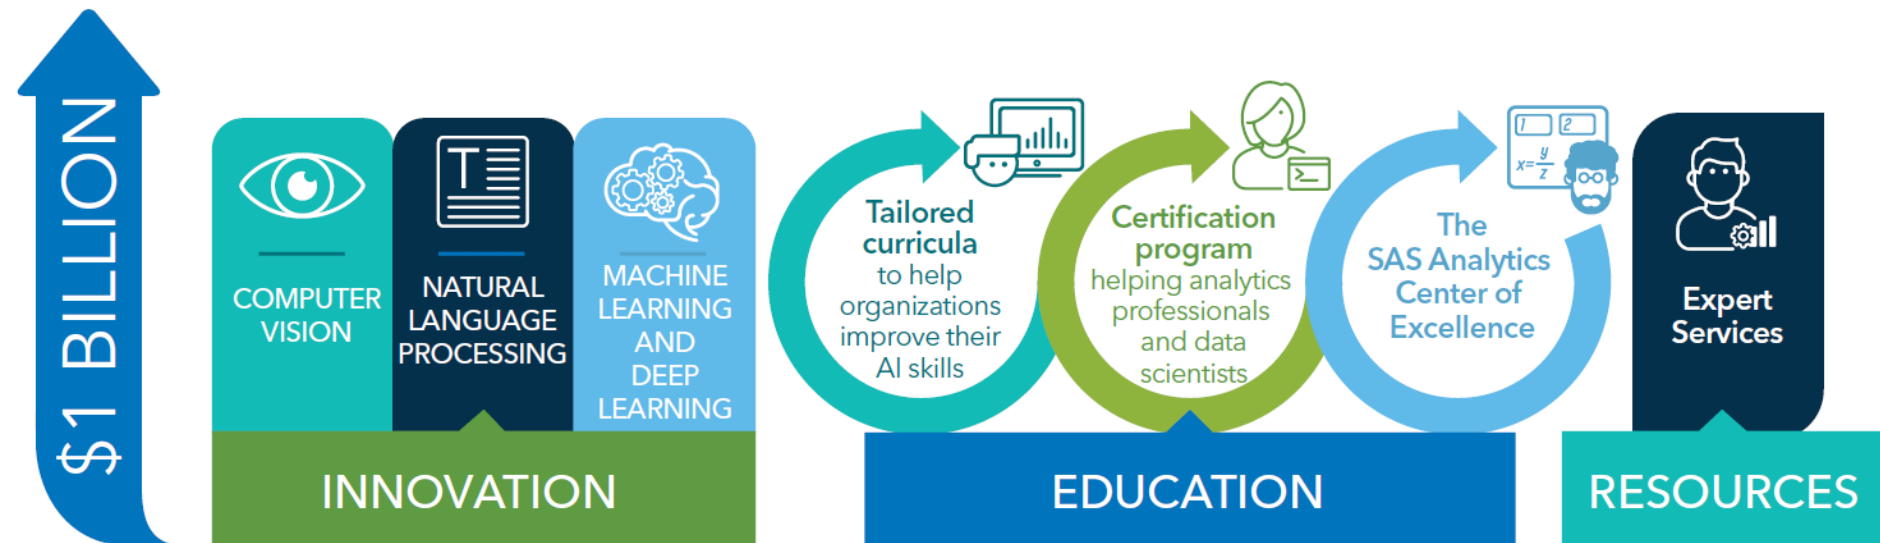 $1 BILLION
COMPUTER
VISION
T
NATURAL
LANGUAGE
PROCESSING
MACHINE
LEARNING
AND
DEEP
LEARNING
INNOVATION
Tailored
curricula
to help
organizations
improve their
AI skills
Certification
program
helping analytics
professionals
and data
scientists
>_
1 2
x=y/z
The
SAS Analytics
Center of
Excellence
EDUCATION
Expert
Services
RESOURCES